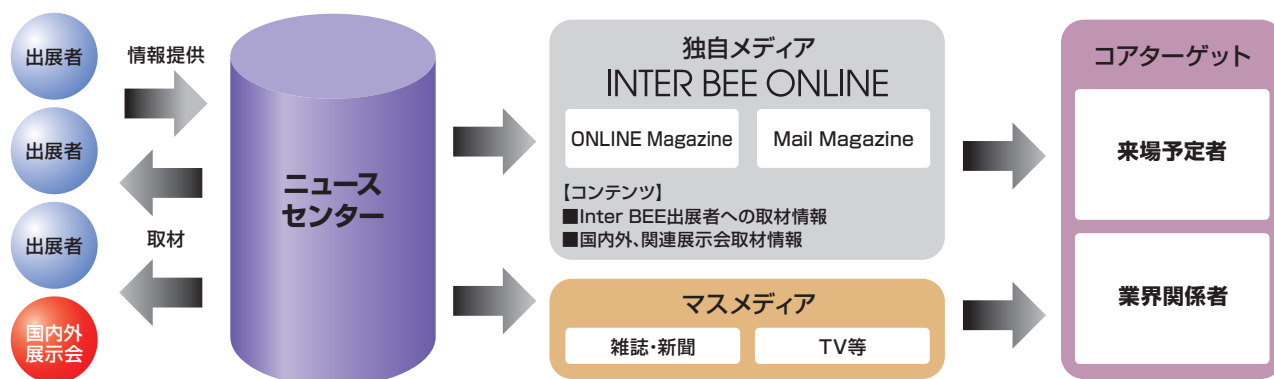 出展者
出展者
出展者
国内外
展示会
情報提供
取材
ニュース
センター
独自メディア
INTER BEE ONLINE
ONLINE Magazine
Mail Magazine
【コンテンツ】
■Inter BEE出展者への取材情報
■国内外、関連展示会取材情報
マスメディア
雑誌・新聞
TV等
コアターゲット
来場予定者
業界関係者